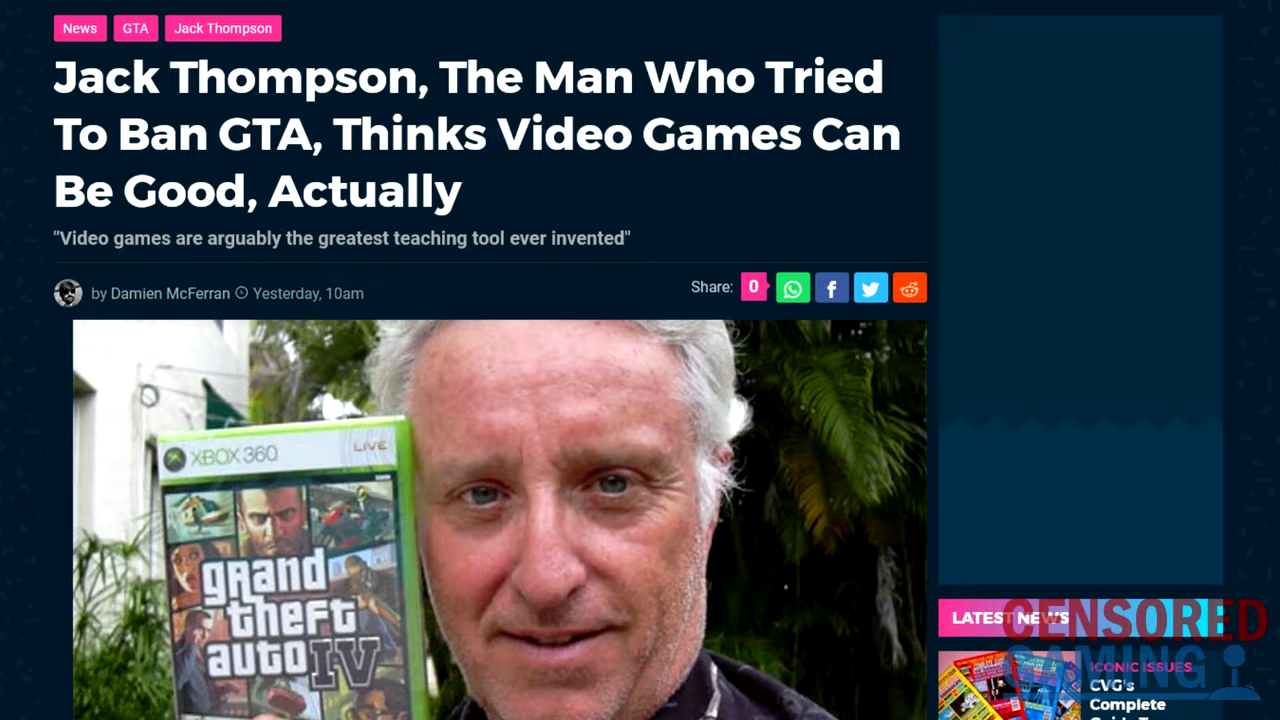 News GTA Jack Thompson
Jack Thompson, The Man Who Tried
To Ban GTA, Thinks Video Games Can
Be Good, Actually
"Video games are arguably the greatest teaching tool ever invented"
by Damien McFerran Yesterday, 10am
Share: 0
XBOX 360 LIVE
grand
theft
auto IV
LATEST NEWS
CENSORED
GAMING
ICONIC ISSUES
CVG's
Complete